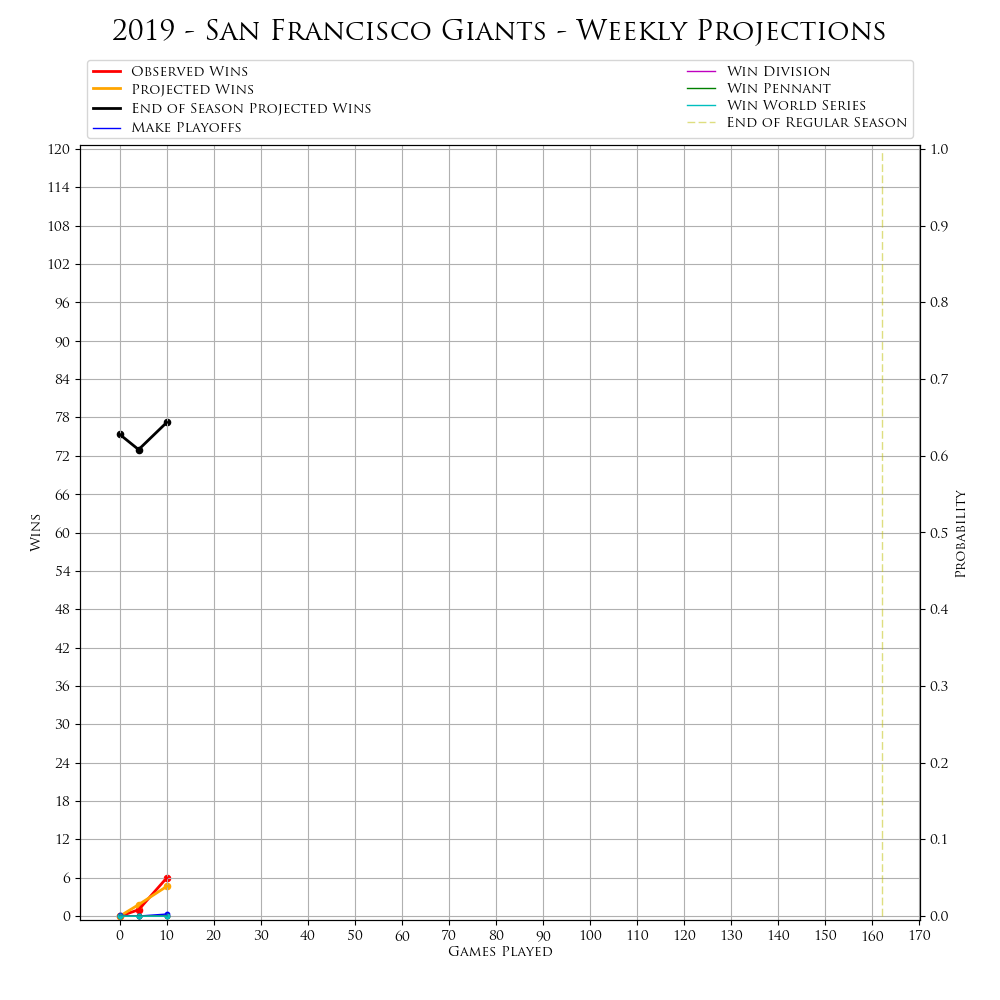 2019 - San Francisco Giants - Weekly Projections
Observed Wins
Projected Wins
End of Season Projected Wins
Make Playoffs
Win Division
Win Pennant
Win World Series
End of Regular Season
120
114
108
102
96
90
84
78
72
66
60
54
48
42
36
30
24
18
12
6
0
Wins
1.0
0.9
0.8
0.7
0.6
0.5
0.4
0.3
0.2
0.1
0.0
Probability
0 10 20 30 40 50 60 70 80 90 100 110 120 130 140 150 160 170
Games Played